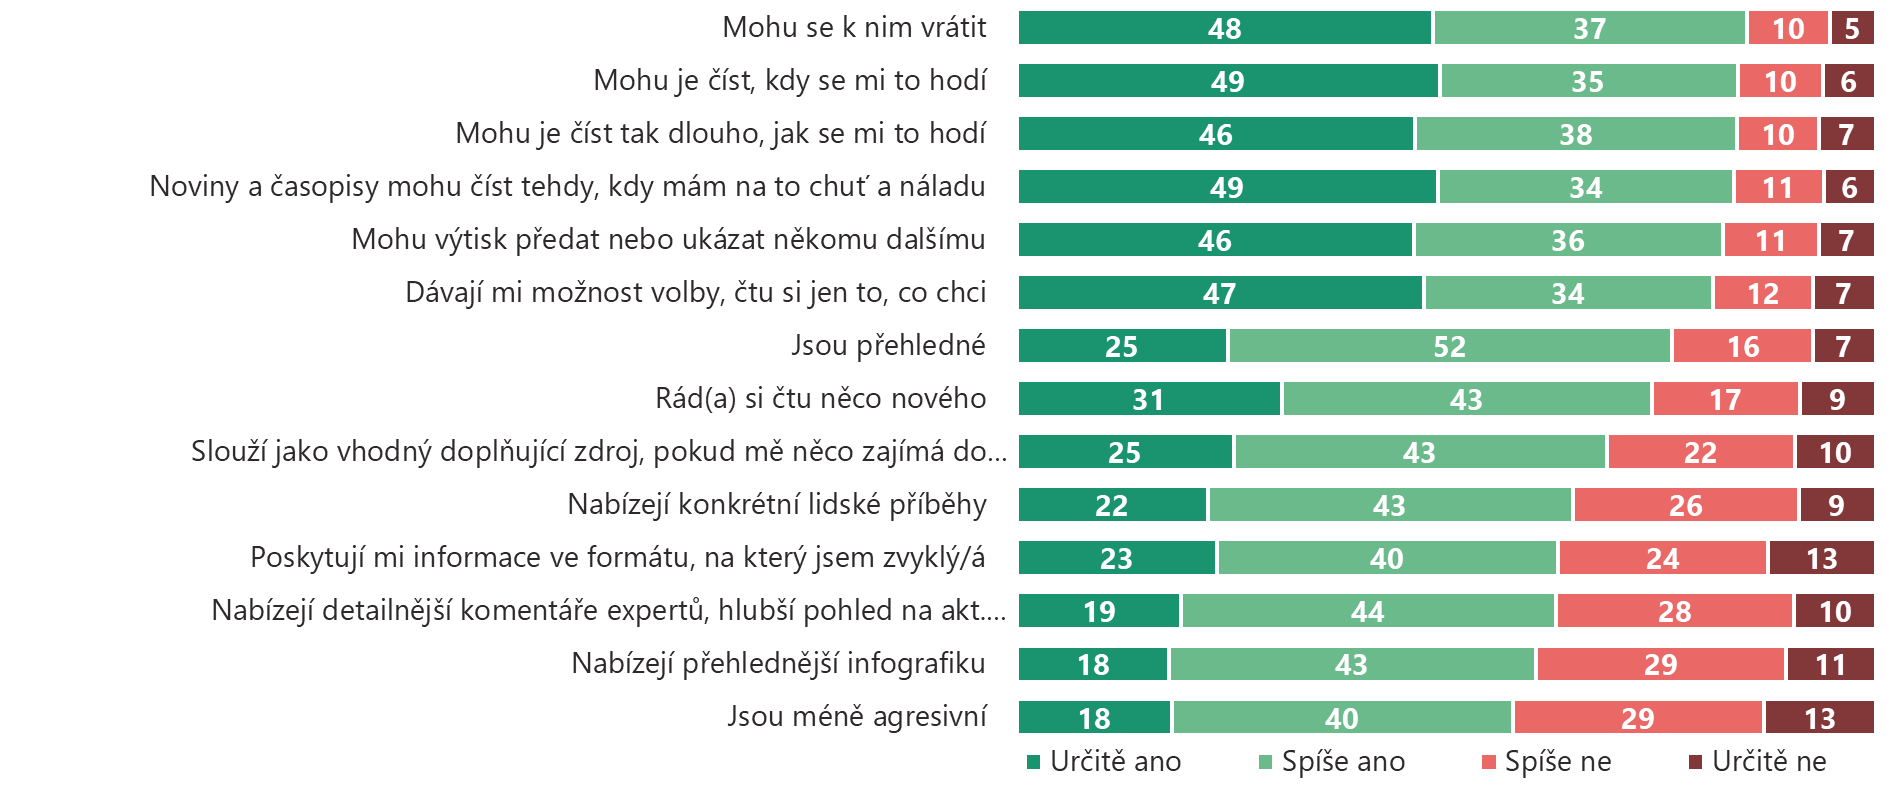 Mohu se k nim vrátit 48 37 10 5
Mohu je číst, kdy se mi to hodí 49 35 10 6
Mohu je číst tak dlouho, jak se mi to hodí 46 38 10 7
Noviny a časopisy mohu číst tehdy, kdy mám na to chuť a náladu 49 34 11 6
Mohu výtisk předat nebo ukázat někomu dalšímu 46 36 11 7
Dávají mi možnost volby, čtu si jen to, co chci 47 34 12 7
Jsou přehledné 25 52 16 7
Rád(a) si čtu něco nového 31 43 17 9
Slouží jako vhodný doplňující zdroj, pokud mě něco zajímá do... 25 43 22 10
Nabízejí konkrétní lidské příběhy 22 43 26 9
Poskytují mi informace ve formátu, na který jsem zvyklý/á 23 40 24 13
Nabízejí detailnější komentáře expertů, hlubší pohled na akt.... 19 44 28 10
Nabízejí přehlednější infografiku 18 43 29 11
Jsou méně agresivní 18 40 29 13
Určitě ano Spíše ano Spíše ne Určitě ne